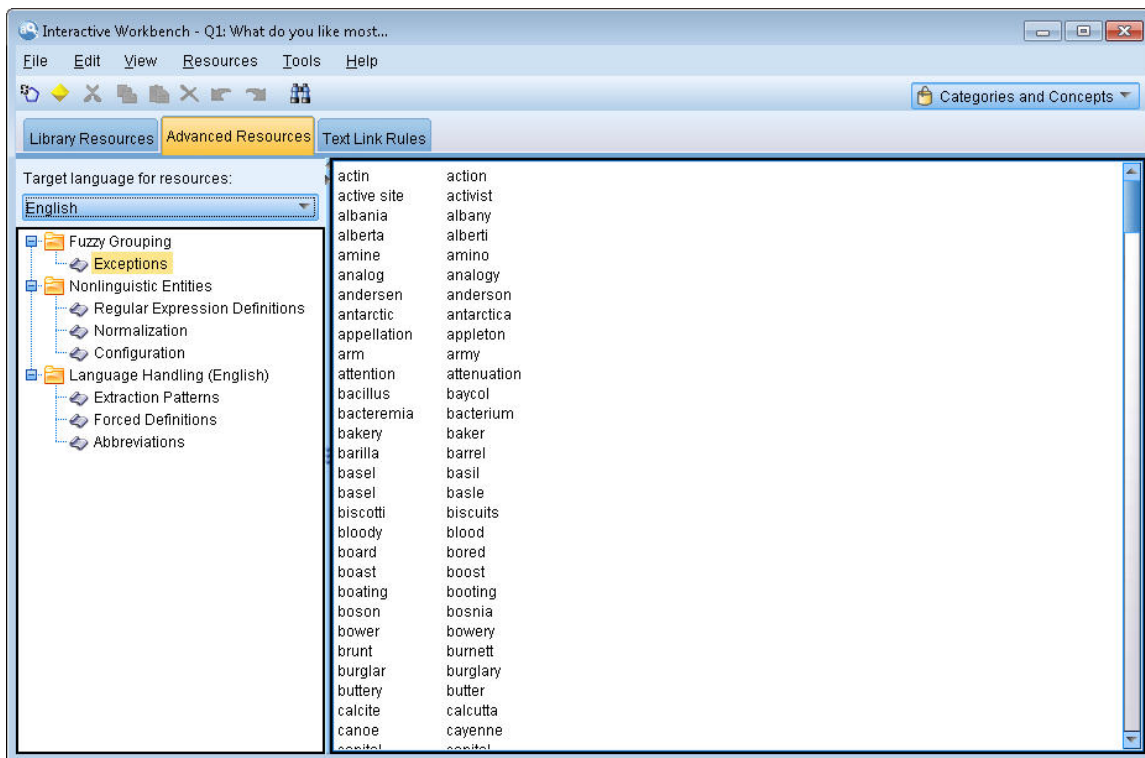 Interactive Workbench - Q1: What do you like most...
File Edit View Resources Tools Help
Categories and Concepts
Library Resources Advanced Resources Text Link Rules
Target language for resources:
English
Fuzzy Grouping
Exceptions
Nonlinguistic Entities
Regular Expression Definitions
Normalization
Configuration
Language Handling (English)
Extraction Patterns
Forced Definitions
Abbreviations
actin action
active site activist
albania albany
alberta alberti
amine amino
analog analogy
andersen anderson
antarctic antarctica
appellation appleton
arm army
attention attenuation
bacillus baycol
bacteremia bacterium
bakery baker
barilla barrel
basel basil
basel basle
biscotti biscuits
bloody blood
board bored
boast boost
boating booting
boson bosnia
bower bowery
brunt burnett
burglar burglary
buttery butter
calcite calcutta
canoe cayenne